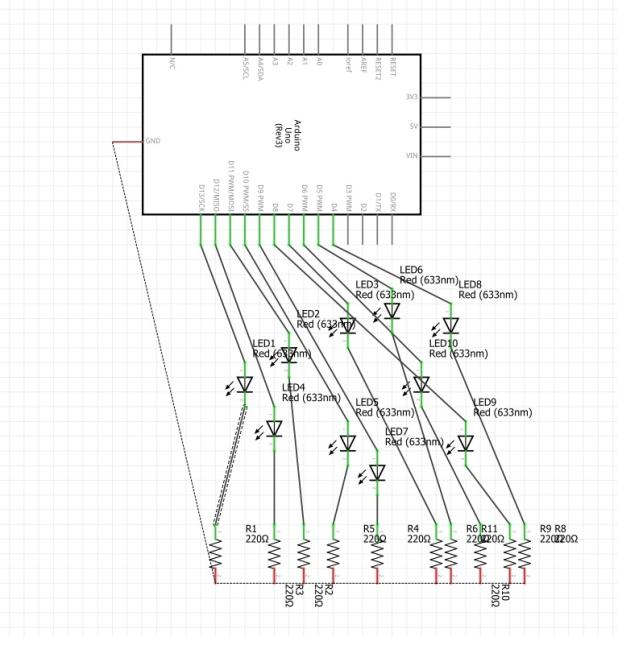 N/C
A5/SCL
A4/SDA
A3
A2
A1
A0
ioref
AREF
RESET2
RESET
3V3
5V
VIN
GND
Arduino
Uno
(Rev3)
D13/SCK
D12/MISO
D11 PWM/MOSI
D10 PWM/SS
D9 PWM
D8
D7
D6 PWM
D5 PWM
D4
D3 PWM
D2
D1/TX
D0/RX
LED6
Red (633nm)
LED3
Red (633nm)
LED8
Red (633nm)
LED2
Red (633nm)
LED1
Red (633nm)
LED10
Red (633nm)
LED4
Red (633nm)
LED5
Red (633nm)
LED9
Red (633nm)
LED7
Red (633nm)
R1
220Ω
R5
220Ω
R4
220Ω
R6
220Ω
R11
220Ω
R9
220Ω
R8
220Ω
R3
220Ω
R2
220Ω
R10
220Ω